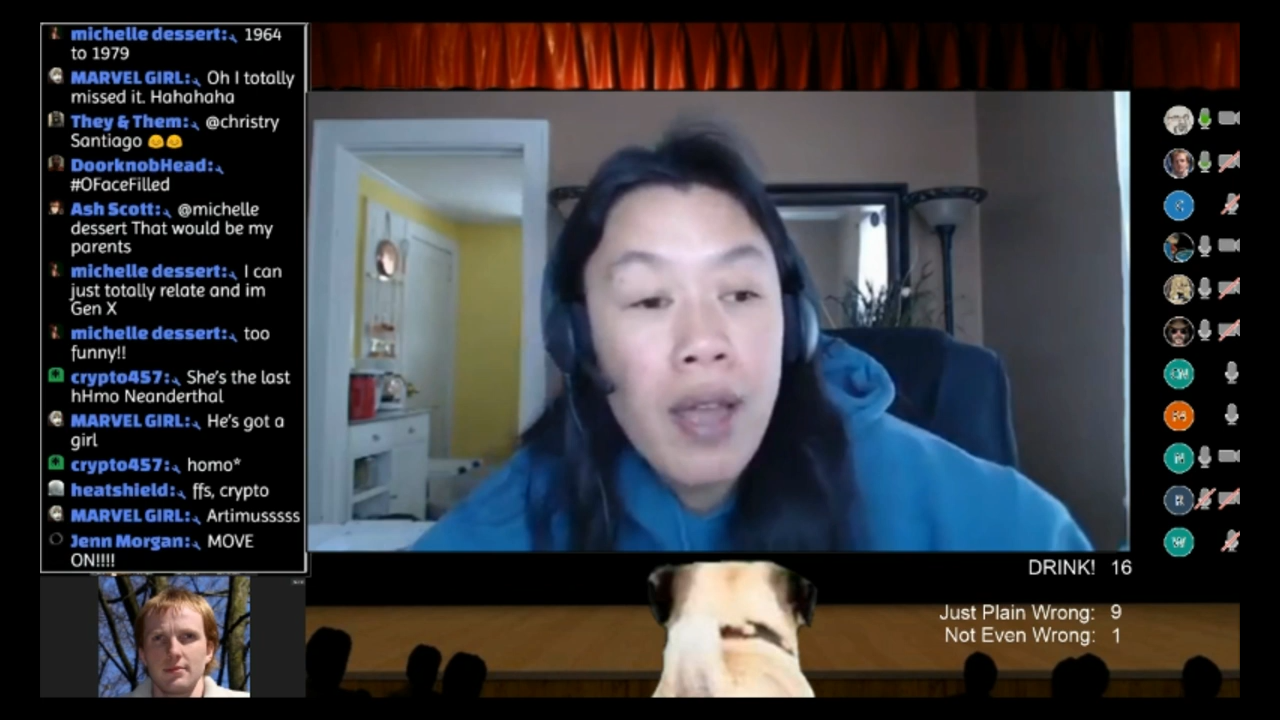 michelle dessert: 1964
to 1979
MARVEL GIRL: Oh I totally
missed it. Hahahaha
They & Them: @christry
Santiago
DoorknobHead:
#OFaceFilled
Ash Scott: @michelle
dessert That would be my
parents
michelle dessert: I can
just totally relate and im
Gen X
michelle dessert: too
funny!!
crypto457: She's the last
hHmo Neanderthal
MARVEL GIRL: He's got a
girl
crypto457: homo*
heatshield: ffs, crypto
MARVEL GIRL: Artimusssss
Jenn Morgan: MOVE
ON!!!!
DRINK! 16
Just Plain Wrong: 9
Not Even Wrong: 1